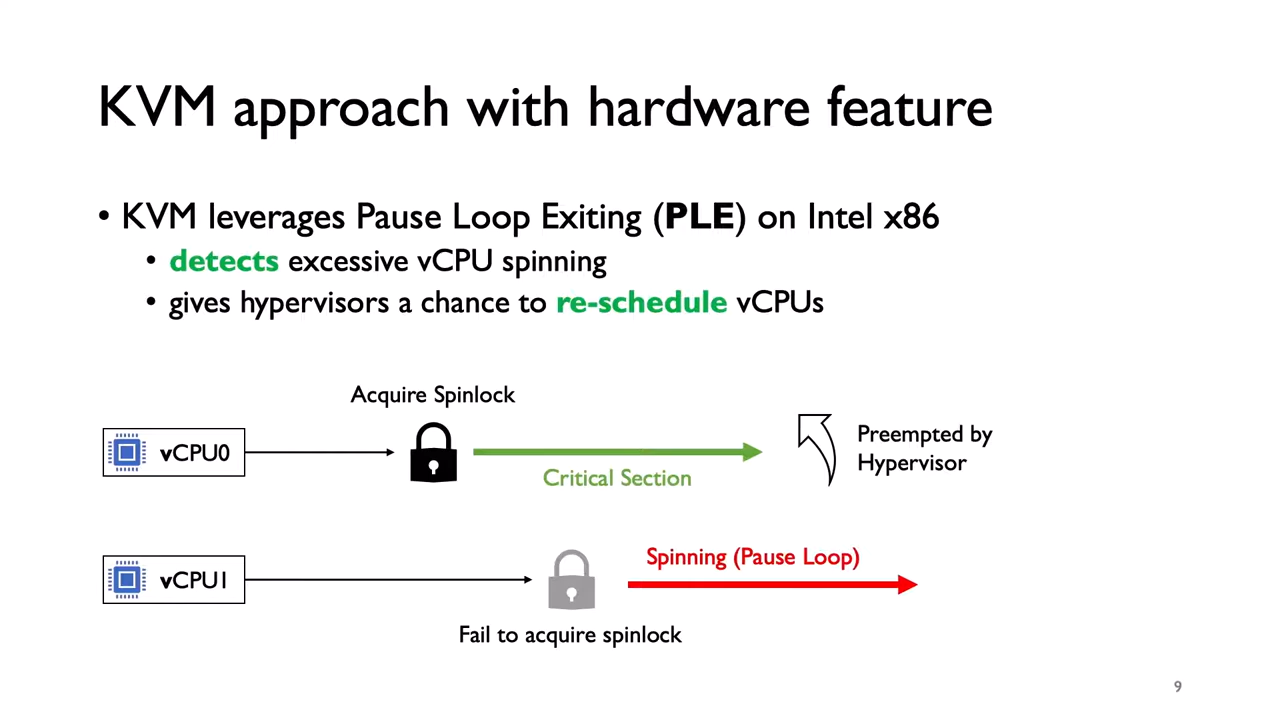 KVM approach with hardware feature
• KVM leverages Pause Loop Exiting (PLE) on Intel x86
• detects excessive vCPU spinning
• gives hypervisors a chance to re-schedule vCPUs
Acquire Spinlock
vCPU0
Critical Section
Preempted by
Hypervisor
Spinning (Pause Loop)
vCPU1
Fail to acquire spinlock
9